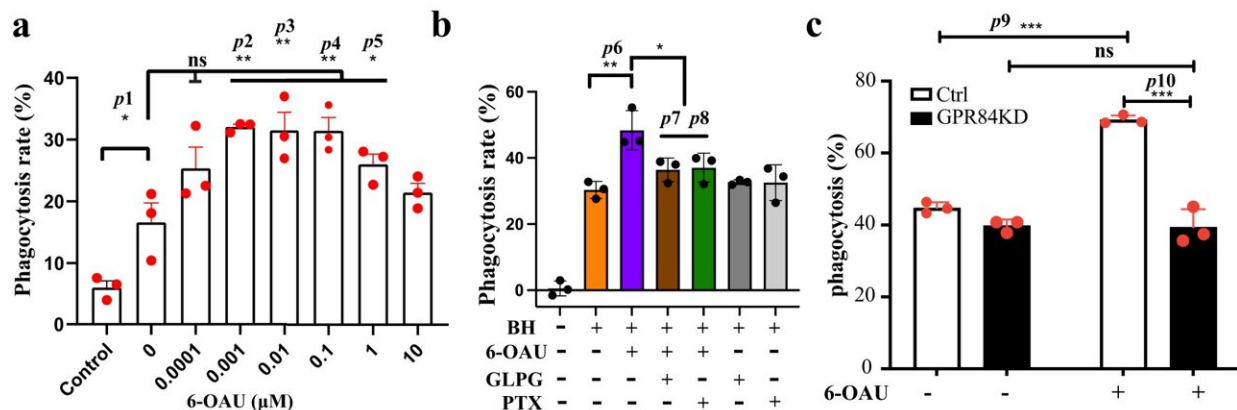 a
p1
*
ns
p2
**
p3
**
p4
**
p5
*
Phagocytosis rate (%)
40
30
20
10
0
Control 0 0.0001 0.001 0.01 0.1 1 10
6-OAU (μM)
b
p6
**
*
p7 p8
Phagocytosis rate (%)
60
40
20
0
BH - + + + + + +
6-OAU - - + + + - -
GLPG - - - + - + -
PTX - - - - + - +
c
p9 ***
ns
p10
***
Ctrl
GPR84KD
phagocytosis (%)
80
60
40
40
0
6-OAU - - + +